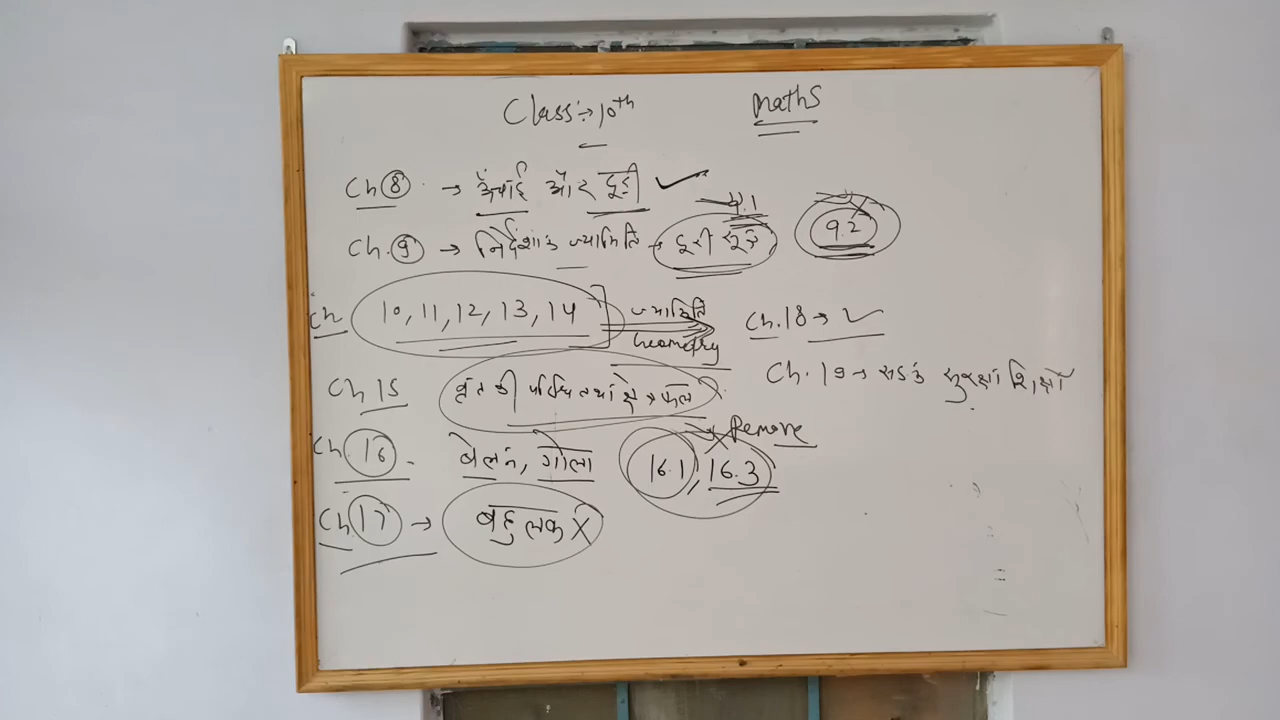 Class:→10th
Maths
Ch 8 → ऊँचाई और दूरी ✓
Ch. 9 → निर्देशांक ज्यामिति → दूरी सूत्र 9.1 9.2
Ch 10, 11, 12, 13, 14 ज्यामिति
Geometry
Ch.18 → ✓
Ch 15 वृत की परिधि तथा क्षेत्रफल
Ch. 19 → सडक सुरक्षा शिक्षा
Ch 16 - बेलन, गोला 16.1, 16.3 → Remove
Ch 17 → बहुलक X